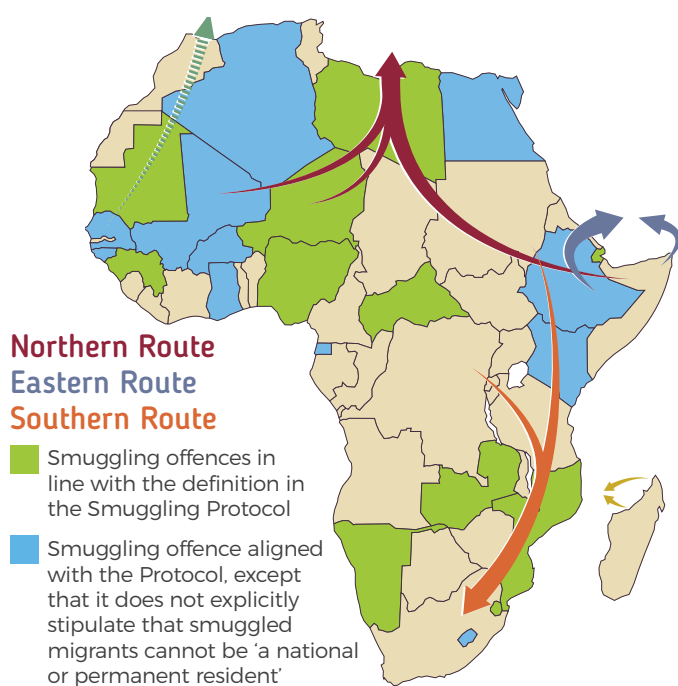 Northern Route
Eastern Route
Southern Route
Smuggling offences in
line with the definition in
the Smuggling Protocol
Smuggling offence aligned
with the Protocol, except
that it does not explicitly
stipulate that smuggled
migrants cannot be ‘a national
or permanent resident’